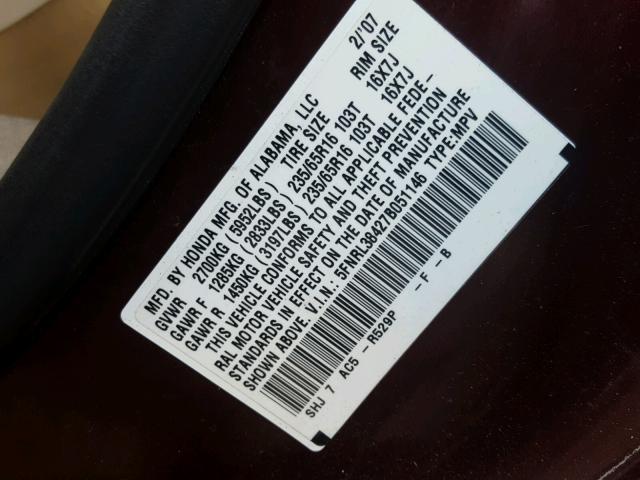 MFD. BY HONDA MFG. OF ALABAMA, LLC 2/'07
GVWR 2700KG (5952LBS) TIRE SIZE RIM SIZE
GAWR F 1285KG (2833LBS) 235/65R16 103T 16X7J
GAWR R 1450KG (3197LBS) 235/65R16 103T 16X7J
THIS VEHICLE CONFORMS TO ALL APPLICABLE FEDE-
RAL MOTOR VEHICLE SAFETY AND THEFT PREVENTION
STANDARDS IN EFFECT ON THE DATE OF MANUFACTURE
SHOWN ABOVE. V.I.N.: 5FNRL38427B051146 TYPE:MPV
SHJ 7 AC5 - R529P - F - B